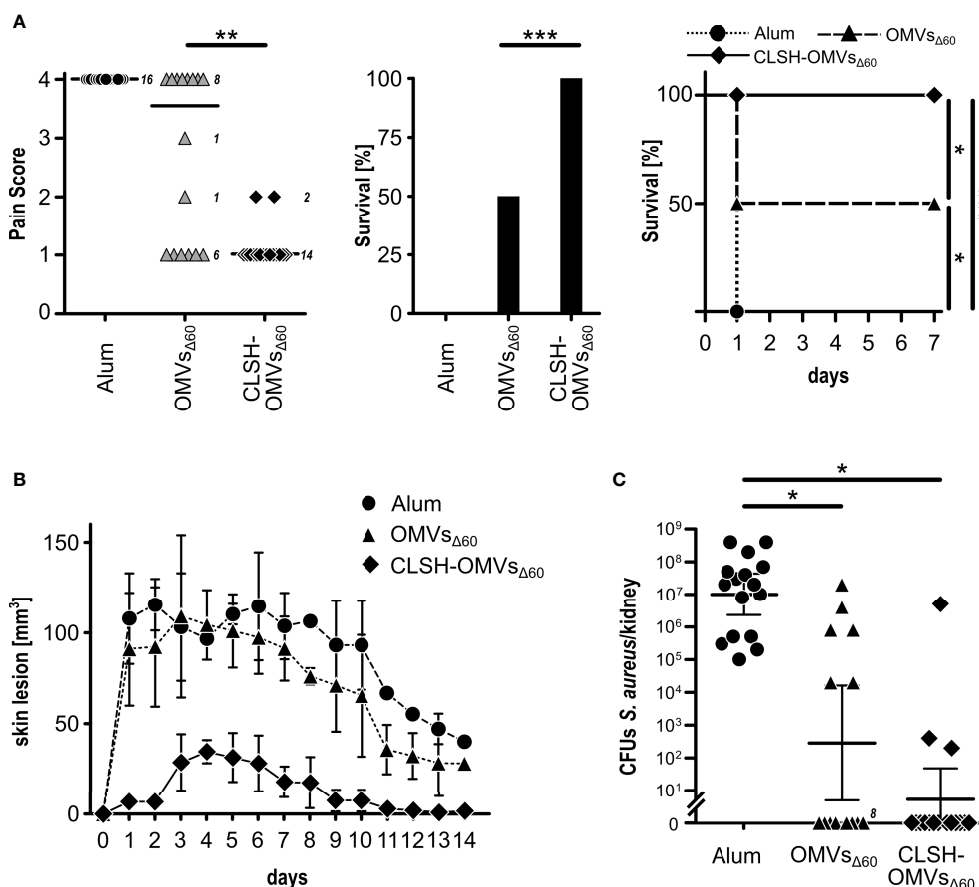 A
**
4
3
2
1
0
Pain Score
16
8
1
1
6
2
14
Alum
OMVsΔ60
CLSH-
OMVsΔ60
***
100
75
50
25
0
Survival [%]
Alum
OMVsΔ60
CLSH-
OMVsΔ60
Alum
OMVsΔ60
CLSH-OMVsΔ60
100
50
Survival [%]
*
*
0 1 2 3 4 5 6 7
days
B
Alum
OMVsΔ60
CLSH-OMVsΔ60
150
100
50
0
skin lesion [mm³]
0 1 2 3 4 5 6 7 8 9 10 11 12 13 14
days
C
*
*
10⁹
10⁸
10⁷
10⁶
10⁵
10⁴
10³
10²
10¹
0
CFUs S. aureus/kidney
8
Alum
OMVsΔ60
CLSH-
OMVsΔ60